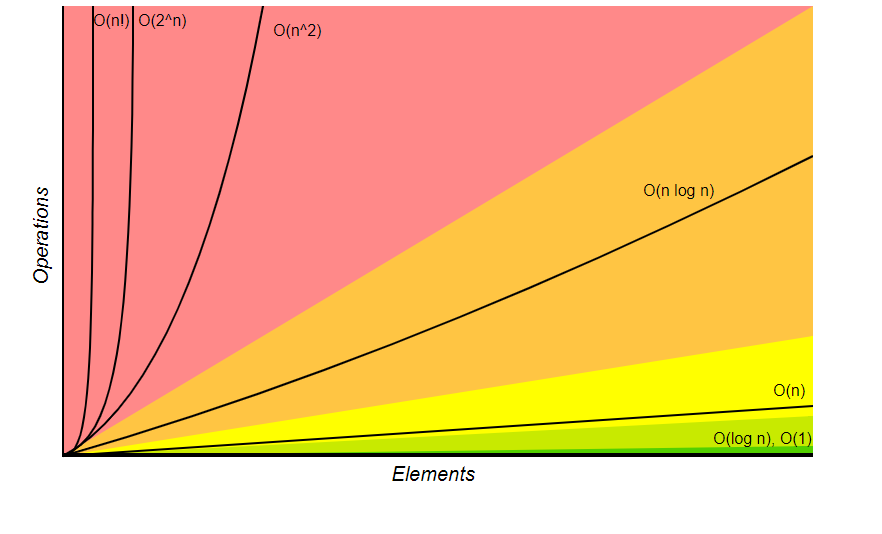 O(n!)
O(2^n)
O(n^2)
O(n log n)
O(n)
O(log n), O(1)
Operations
Elements